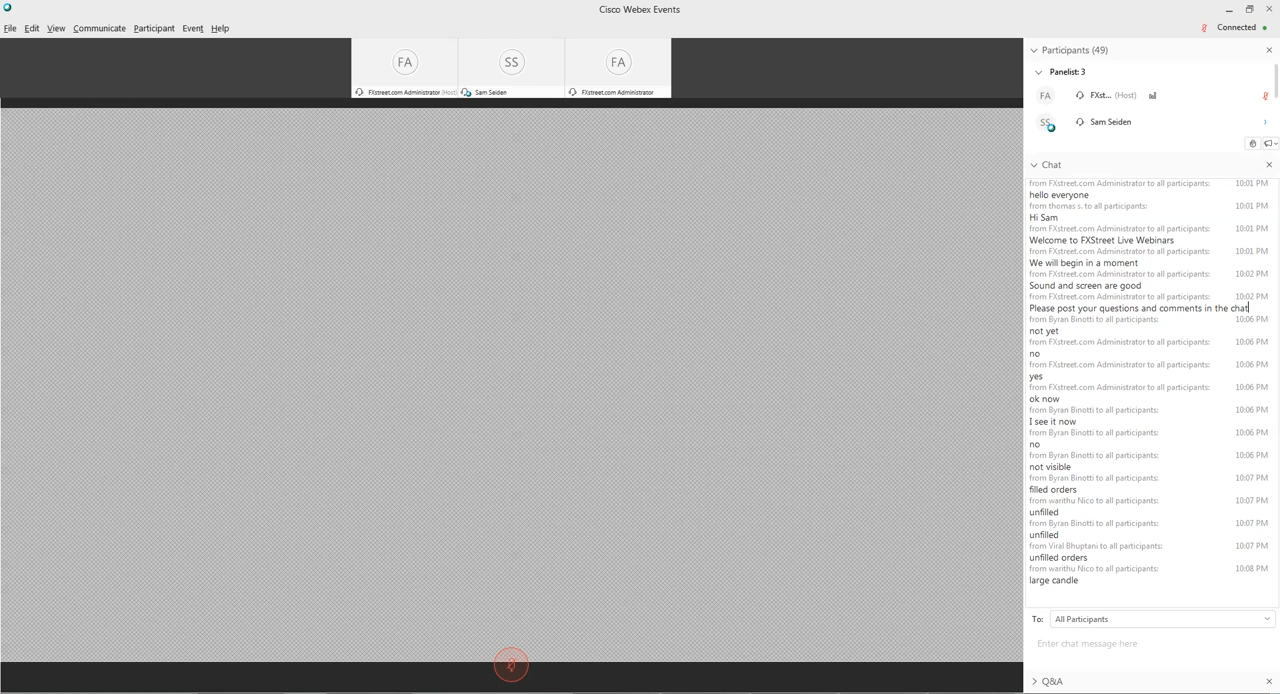 Cisco Webex Events
File Edit View Communicate Participant Event Help
Connected
FA
SS
FA
FXstreet.com Administrator (Host)
Sam Seiden
FXstreet.com Administrator
Participants (49)
Panelist: 3
FA FXst... (Host)
SS Sam Seiden
Chat
from FXstreet.com Administrator to all participants: 10:01 PM
hello everyone
from thomas s. to all participants: 10:01 PM
Hi Sam
from FXstreet.com Administrator to all participants: 10:01 PM
Welcome to FXStreet Live Webinars
from FXstreet.com Administrator to all participants: 10:01 PM
We will begin in a moment
from FXstreet.com Administrator to all participants: 10:02 PM
Sound and screen are good
from FXstreet.com Administrator to all participants: 10:02 PM
Please post your questions and comments in the chat
from Byran Binotti to all participants: 10:06 PM
not yet
from FXstreet.com Administrator to all participants: 10:06 PM
no
from FXstreet.com Administrator to all participants: 10:06 PM
yes
from FXstreet.com Administrator to all participants: 10:06 PM
ok now
from Byran Binotti to all participants: 10:06 PM
I see it now
from Byran Binotti to all participants: 10:06 PM
no
from Byran Binotti to all participants: 10:06 PM
not visible
from Byran Binotti to all participants: 10:07 PM
filled orders
from warithu Nico to all participants: 10:07 PM
unfilled
from Byran Binotti to all participants: 10:07 PM
unfilled
from Viral Bhuptani to all participants: 10:07 PM
unfilled orders
from warithu Nico to all participants: 10:08 PM
large candle
To: All Participants
Enter chat message here
Q&A